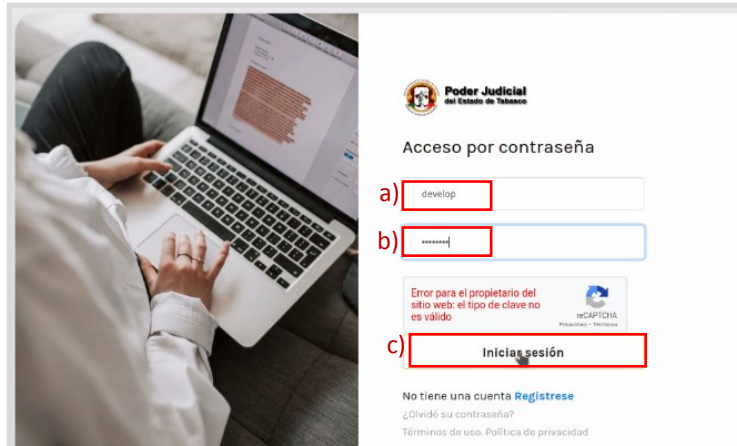 Poder Judicial
del Estado de Tabasco
Acceso por contraseña
a) develop
b) ••••••••
Error para el propietario del
sitio web: el tipo de clave no
es válido
reCAPTCHA
Privacidad - Términos
c) Iniciar sesión
No tiene una cuenta Registrese
¿Olvidó su contraseña?
Términos de uso. Política de privacidad